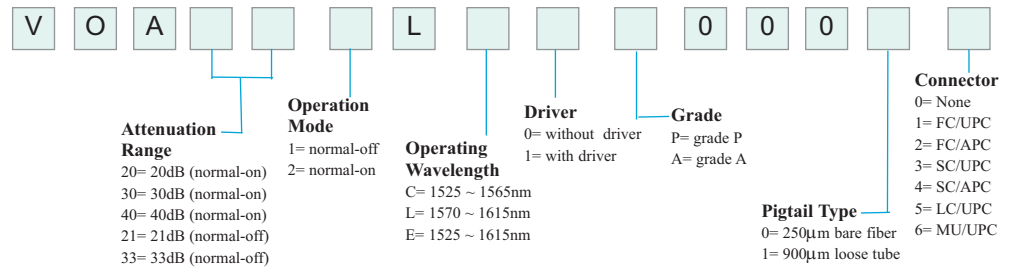 V O A L 0 0 0
Attenuation
Range
20= 20dB (normal-on)
30= 30dB (normal-on)
40= 40dB (normal-on)
21= 21dB (normal-off)
33= 33dB (normal-off)
Operation
Mode
1= normal-off
2= normal-on
Operating
Wavelength
C= 1525 ~ 1565nm
L= 1570 ~ 1615nm
E= 1525 ~ 1615nm
Driver
0= without driver
1= with driver
Grade
P= grade P
A= grade A
Pigtail Type
0= 250μm bare fiber
1= 900μm loose tube
Connector
0= None
1= FC/UPC
2= FC/APC
3= SC/UPC
4= SC/APC
5= LC/UPC
6= MU/UPC